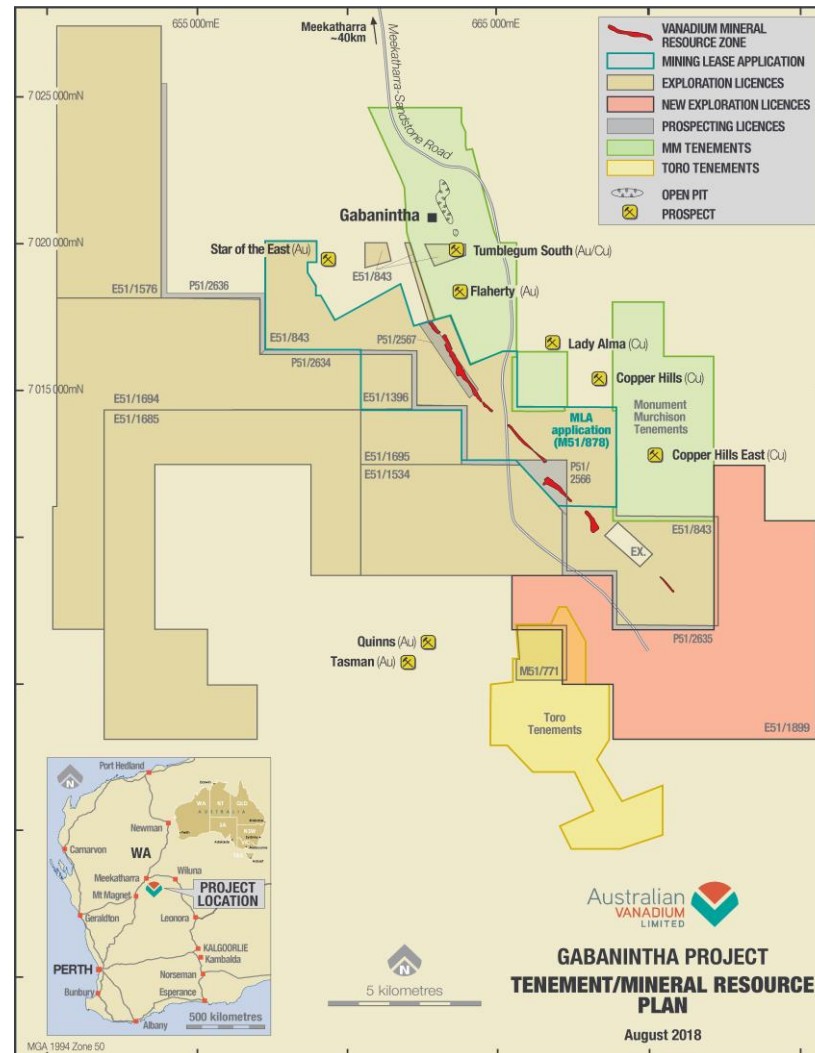 655 000mE
665 000mE
Meekatharra
~40km
Meekatharra-Sandstone Road
7 025 000mN
7 020 000mN
7 015 000mN
VANADIUM MINERAL
RESOURCE ZONE
MINING LEASE APPLICATION
EXPLORATION LICENCES
NEW EXPLORATION LICENCES
PROSPECTING LICENCES
MM TENEMENTS
TORO TENEMENTS
OPEN PIT
PROSPECT
Gabanintha
Star of the East (Au)
Tumblegum South (Au/Cu)
E51/843
Flaherty (Au)
E51/1576
P51/2636
E51/843
P51/2567
P51/2634
Lady Alma (Cu)
Copper Hills (Cu)
E51/1694
E51/1396
E51/1685
MLA
application
(M51/878)
Monument
Murchison
Tenements
Copper Hills East (Cu)
E51/1695
E51/1534
P51/
2566
E51/843
EX.
P51/2635
Quinns (Au)
Tasman (Au)
M51/771
Toro
Tenements
E51/1899
N
Port Hedland
WA
NT
QLD
AUSTRALIA
SA
NSW
Newman
WA
Carnarvon
Meekatharra
Wiluna
Mt Magnet
PROJECT
LOCATION
Geraldton
Leonora
KALGOORLIE
Kambalda
PERTH
Norseman
Bunbury
Esperance
Albany
500 kilometres
MGA 1994 Zone 50
N
5 kilometres
Australian
VANADIUM
LIMITED
GABANINTHA PROJECT
TENEMENT/MINERAL RESOURCE
PLAN
August 2018